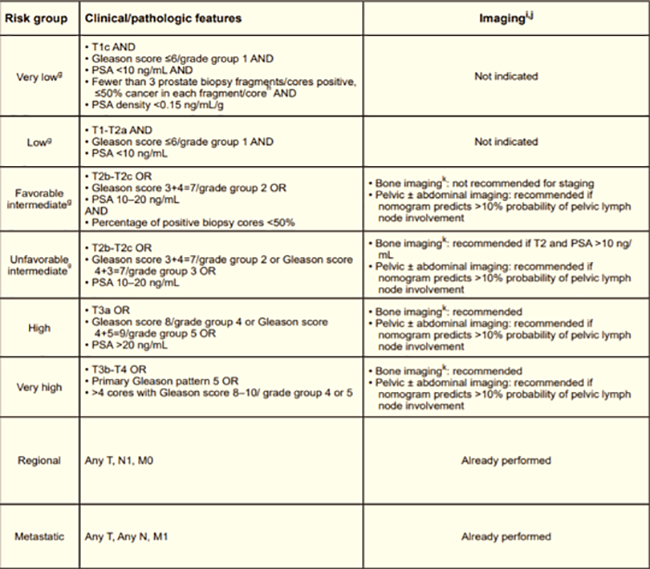 Risk group
Clinical/pathologic features
Imagingi,j
Very lowg
• T1c AND
• Gleason score ≤6/grade group 1 AND
• PSA <10 ng/mL AND
• Fewer than 3 prostate biopsy fragments/cores positive,
≤50% cancer in each fragment/coreh AND
• PSA density <0.15 ng/mL/g
Not indicated
Lowg
• T1-T2a AND
• Gleason score ≤6/grade group 1 AND
• PSA <10 ng/mL
Not indicated
Favorable
intermediateg
• T2b-T2c OR
• Gleason score 3+4=7/grade group 2 OR
• PSA 10–20 ng/mL
AND
• Percentage of positive biopsy cores <50%
• Bone imagingk: not recommended for staging
• Pelvic ± abdominal imaging: recommended if
nomogram predicts >10% probability of pelvic lymph
node involvement
Unfavorable
intermediate
• T2b-T2c OR
• Gleason score 3+4=7/grade group 2 or Gleason score
4+3=7/grade group 3 OR
• PSA 10–20 ng/mL
• Bone imagingk: recommended if T2 and PSA >10 ng/
mL
• Pelvic ± abdominal imaging: recommended if
nomogram predicts >10% probability of pelvic lymph
node involvement
High
• T3a OR
• Gleason score 8/grade group 4 or Gleason score
4+5=9/grade group 5 OR
• PSA >20 ng/mL
• Bone imagingk: recommended
• Pelvic ± abdominal imaging: recommended if
nomogram predicts >10% probability of pelvic lymph
node involvement
Very high
• T3b-T4 OR
• Primary Gleason pattern 5 OR
• >4 cores with Gleason score 8–10/ grade group 4 or 5
• Bone imagingk: recommended
• Pelvic ± abdominal imaging: recommended if
nomogram predicts >10% probability of pelvic lymph
node involvement
Regional
Any T, N1, M0
Already performed
Metastatic
Any T, Any N, M1
Already performed